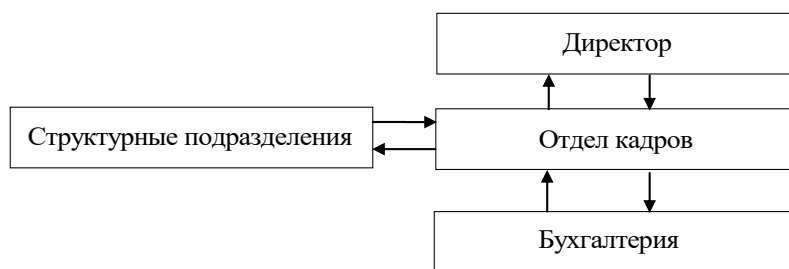 Директор
Структурные подразделения
Отдел кадров
Бухгалтерия